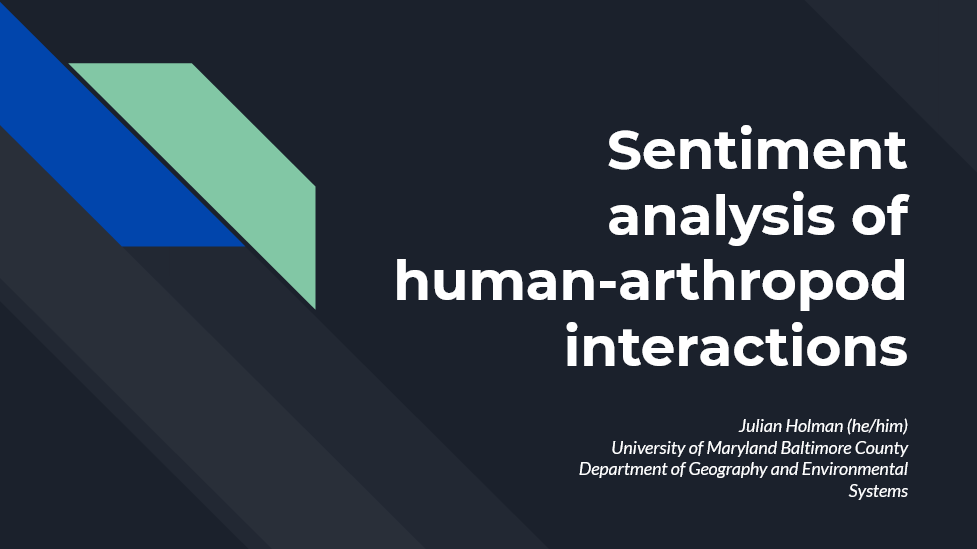 Sentiment
analysis of
human-arthropod
interactions
Julian Holman (he/him)
University of Maryland Baltimore County
Department of Geography and Environmental
Systems